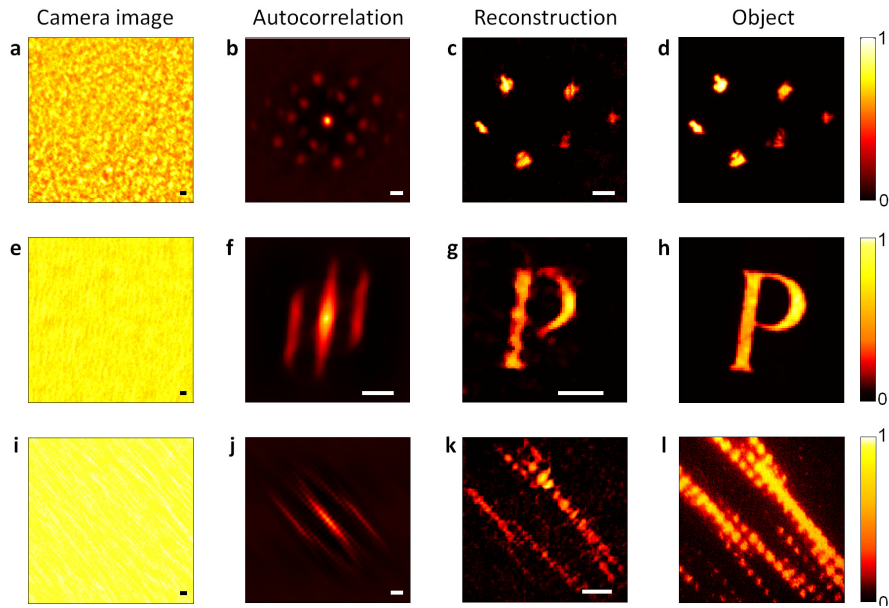 Camera image Autocorrelation Reconstruction Object
a b c d 1
0
e f g h 1
0
P
i j k l 1
0